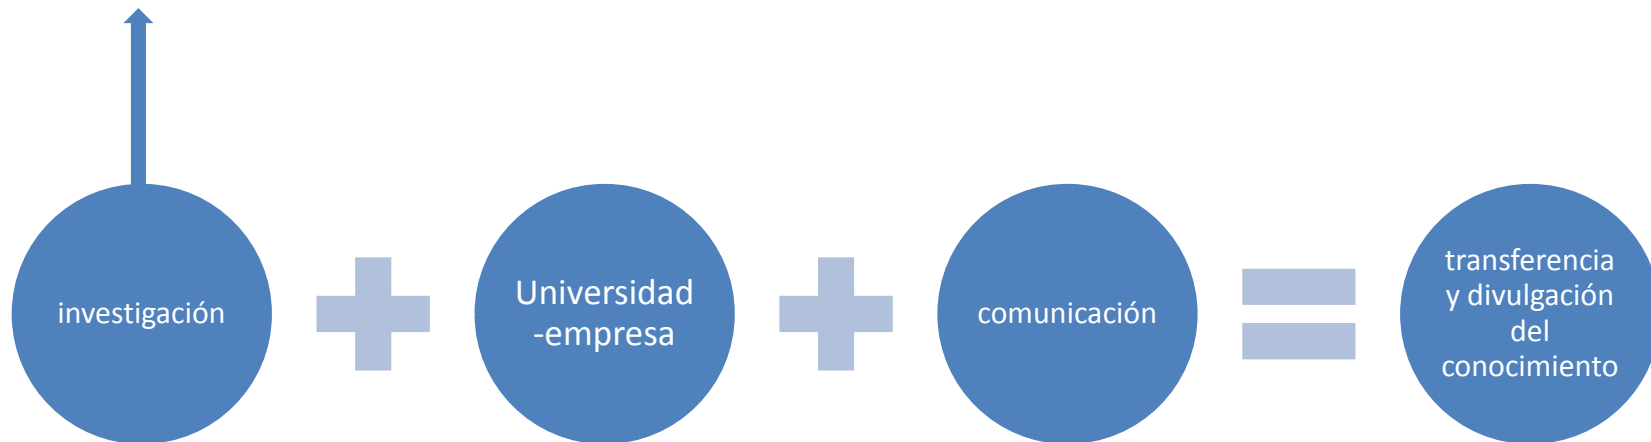 investigación
Universidad
-empresa
comunicación
transferencia
y divulgación
del
conocimiento